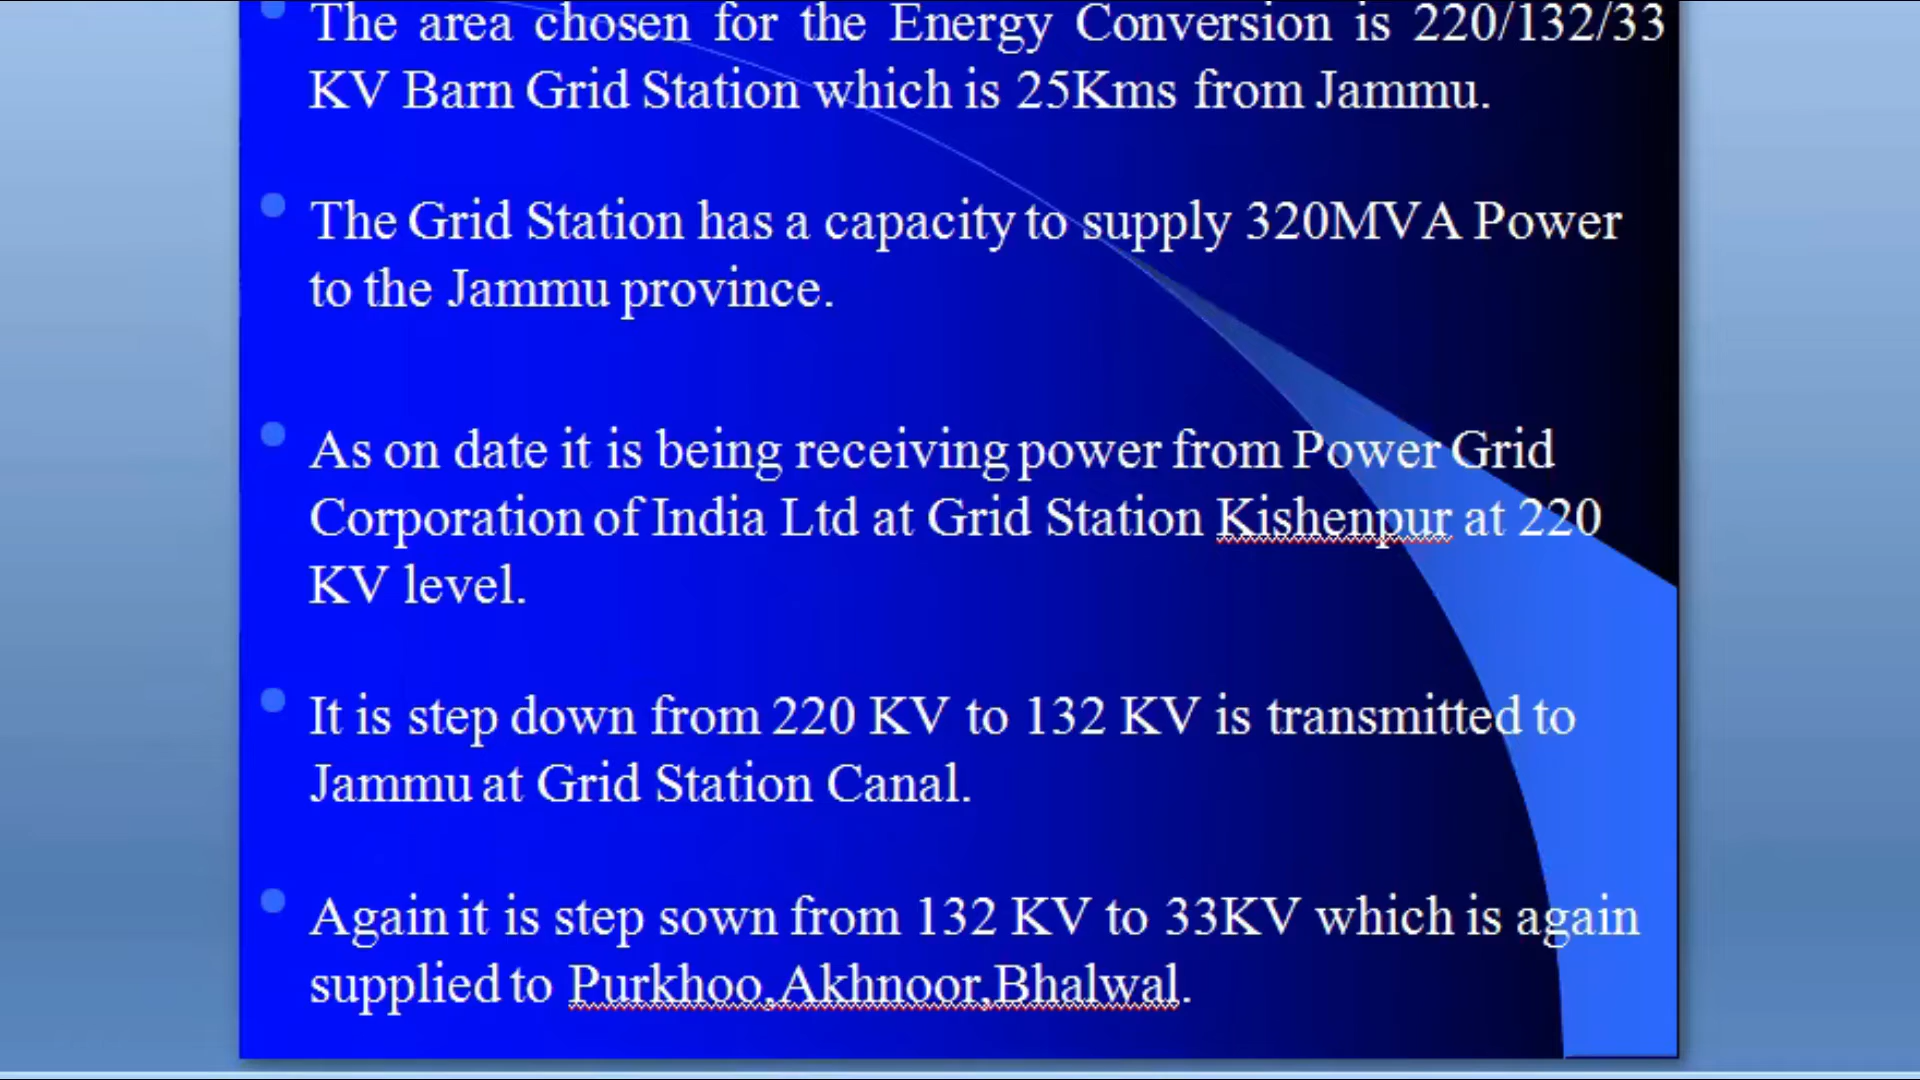 The area chosen for the Energy Conversion is 220/132/33
KV Barn Grid Station which is 25Kms from Jammu.
The Grid Station has a capacity to supply 320MVA Power
to the Jammu province.
As on date it is being receiving power from Power Grid
Corporation of India Ltd at Grid Station Kishenpur at 220
KV level.
It is step down from 220 KV to 132 KV is transmitted to
Jammu at Grid Station Canal.
Again it is step sown from 132 KV to 33KV which is again
supplied to Purkhoo,Akhnoor,Bhalwal.